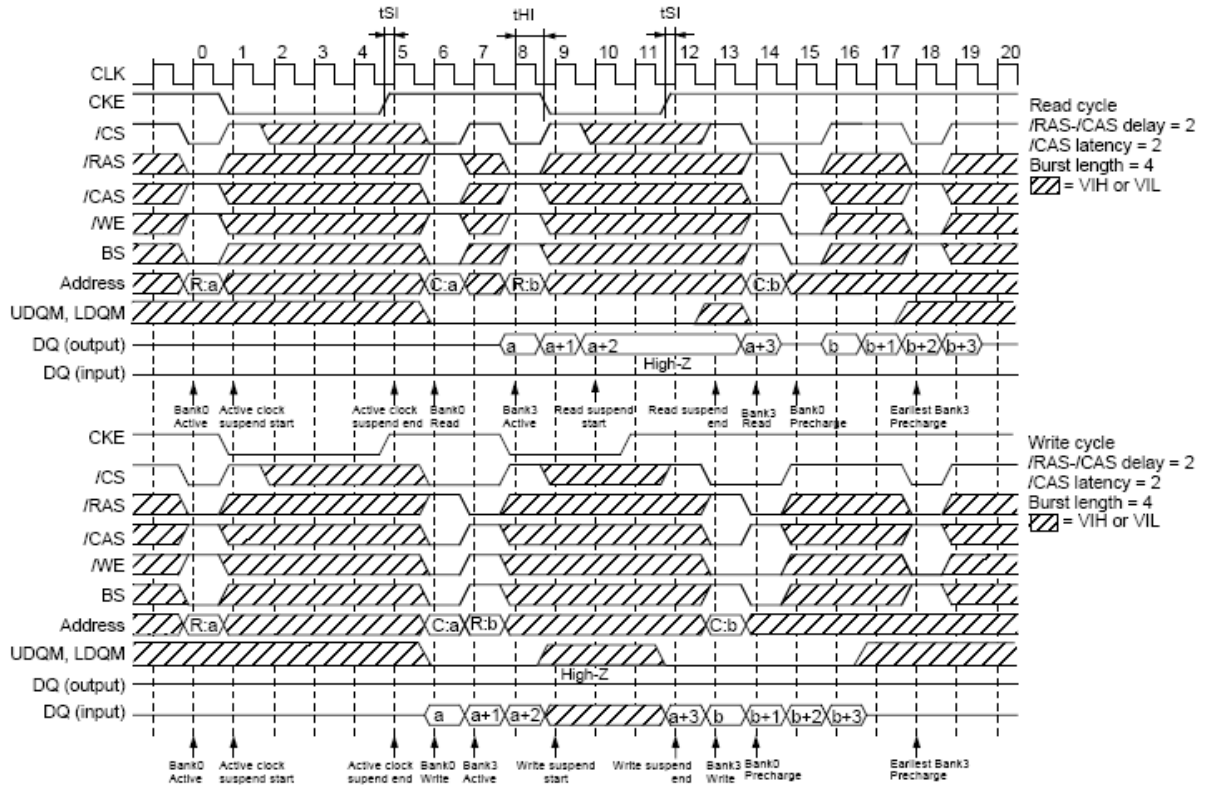 tSI tHI tSI
0 1 2 3 4 5 6 7 8 9 10 11 12 13 14 15 16 17 18 19 20
CLK
CKE
/CS
/RAS
/CAS
/WE
BS
Address R:a C:a R:b C:b
UDQM, LDQM
DQ (output) a a+1 a+2 a+3 b b+1 b+2 b+3
High-Z
DQ (input)
Read cycle
/RAS-/CAS delay = 2
/CAS latency = 2
Burst length = 4
= VIH or VIL
Bank0 Active clock Active clock Bank0 Bank3 Read suspend Read suspend Bank3 Bank0 Earliest Bank3
Active suspend start suspend end Read Active start end Read Precharge Precharge
CKE
/CS
/RAS
/CAS
/WE
BS
Address R:a C:a R:b C:b
UDQM, LDQM
High-Z
DQ (output)
DQ (input) a a+1 a+2 a+3 b b+1 b+2 b+3
Write cycle
/RAS-/CAS delay = 2
/CAS latency = 2
Burst length = 4
= VIH or VIL
Bank0 Active clock Active clock Bank0 Bank3 Write suspend Write suspend Bank3 Bank0 Earliest Bank3
Active suspend start supend end Write Active start end Write Precharge Precharge